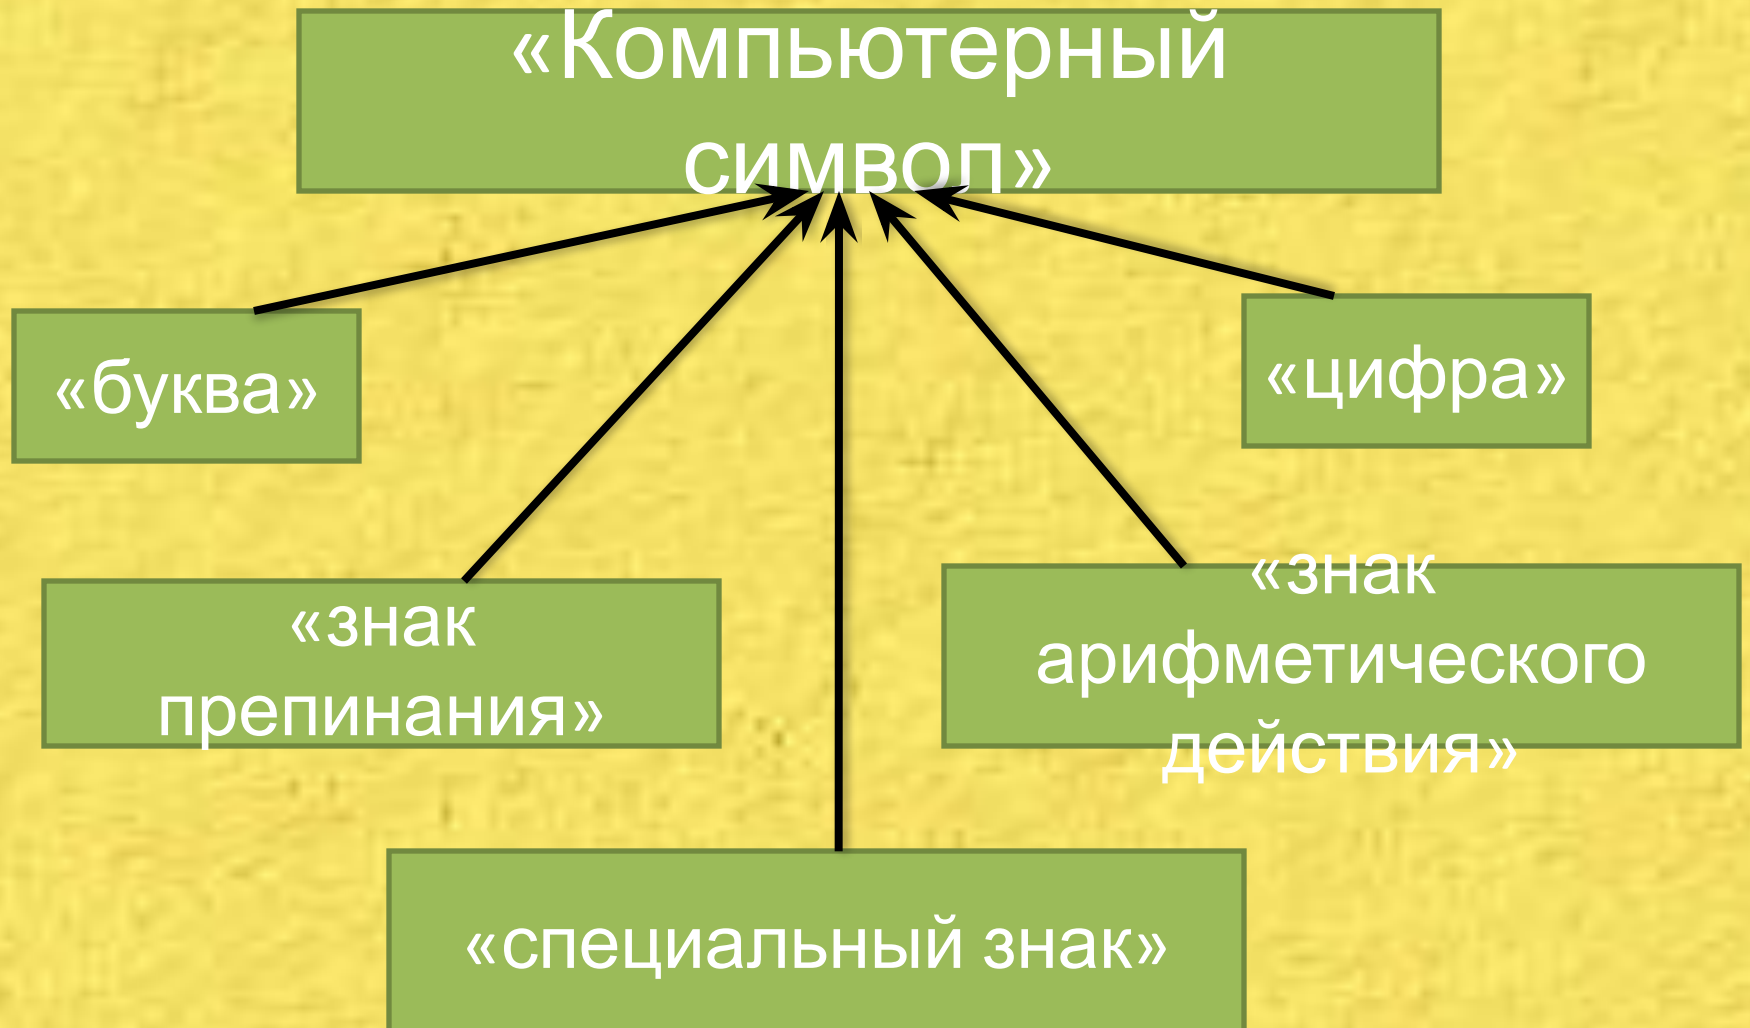 «Компьютерный
символ»
«буква»
«цифра»
«знак
препинания»
«знак
арифметического
действия»
«специальный знак»